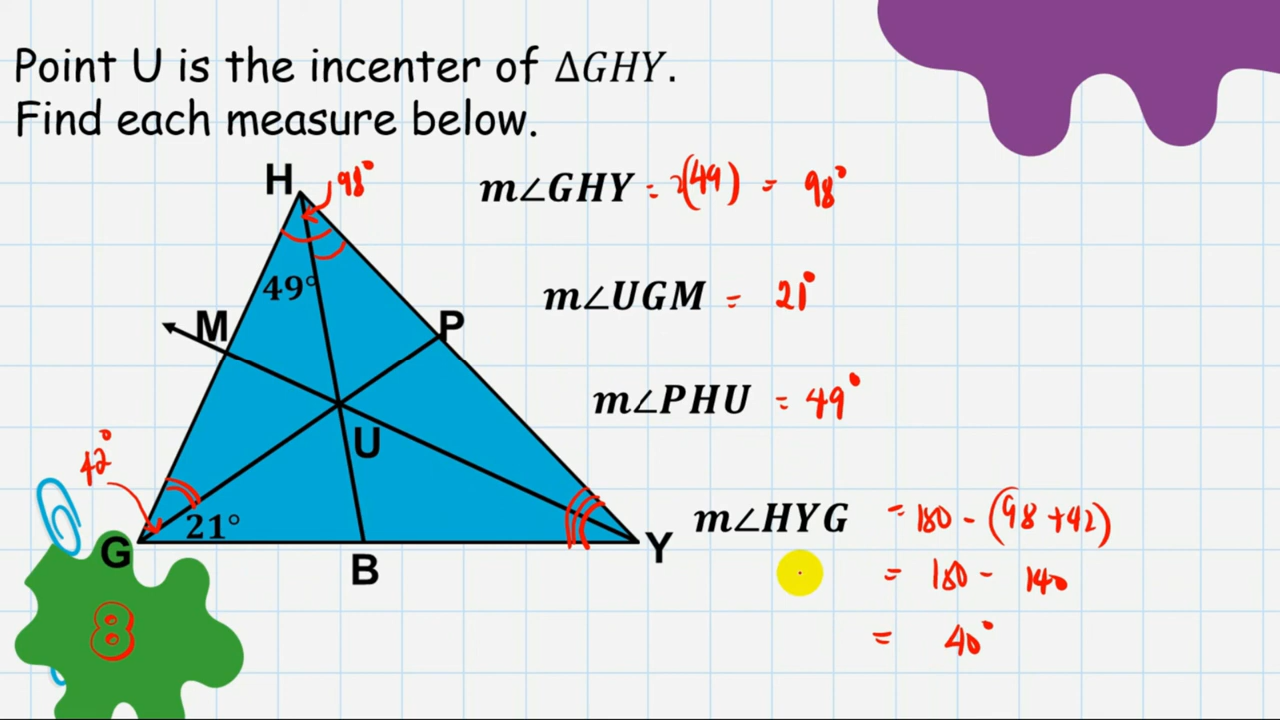 Point U is the incenter of ΔGHY.
Find each measure below.
H
98°
m∠GHY = 2(49) = 98°
49°
m∠UGM = 21°
M
P
m∠PHU = 49°
U
42°
21°
m∠HYG = 180 - (98 + 42)
G
B
Y
= 180 - 140
8
= 40°